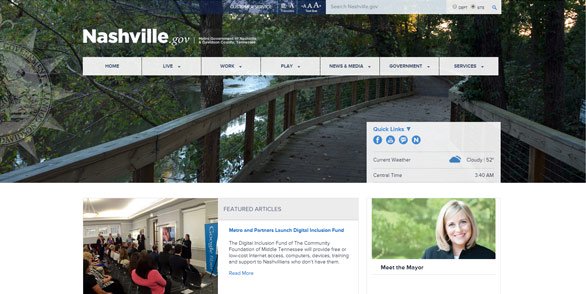 CUSTOMER SERVICE
Translate
A A A
Text Size
Search Nashville.gov
DEPT SITE
Nashville.gov
Metro Government of Nashville
& Davidson County, Tennessee
HOME LIVE WORK PLAY NEWS & MEDIA GOVERNMENT SERVICES
Quick Links
Current Weather Cloudy | 52°
Central Time 3:40 AM
FEATURED ARTICLES
Metro and Partners Launch Digital Inclusion Fund
The Digital Inclusion Fund of The Community
Foundation of Middle Tennessee will provide free or
low-cost Internet access, computers, devices, training
and support to Nashvillians who don't have them.
Read More
Meet the Mayor